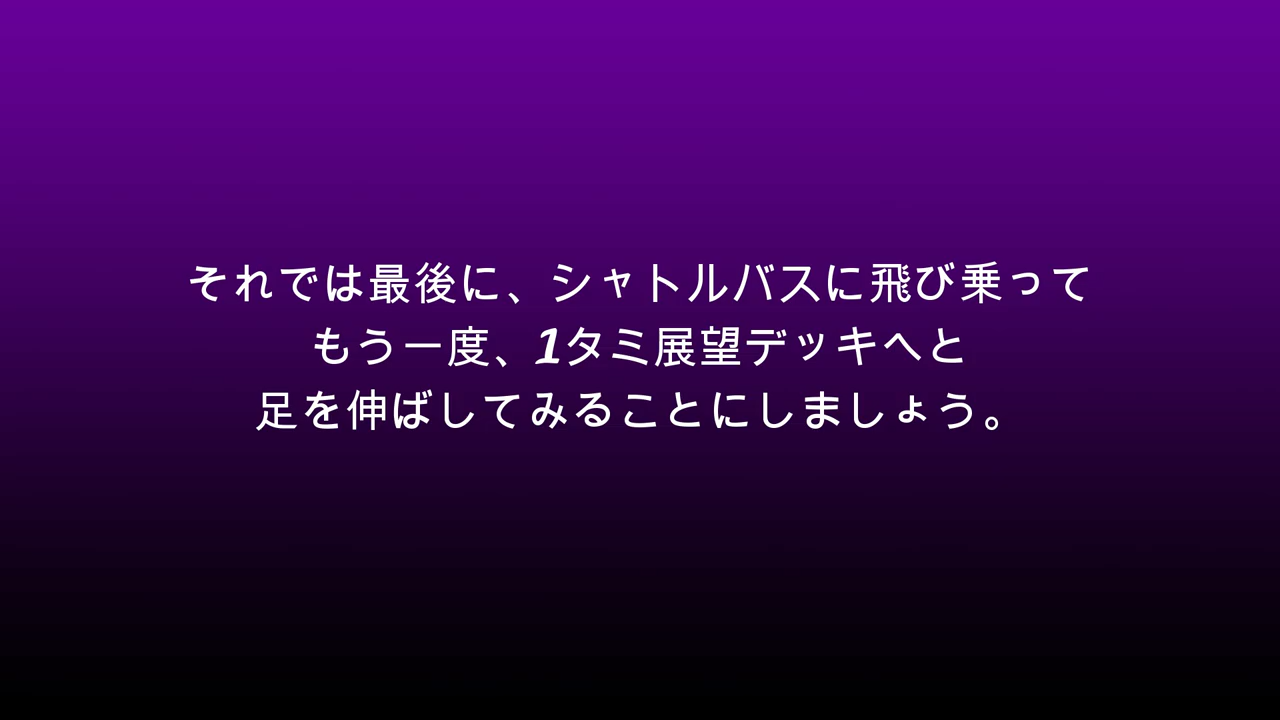 それでは最後に、シャトルバスに飛び乗って
もう一度、1タミ展望デッキへと
足を伸ばしてみることにしましょう。